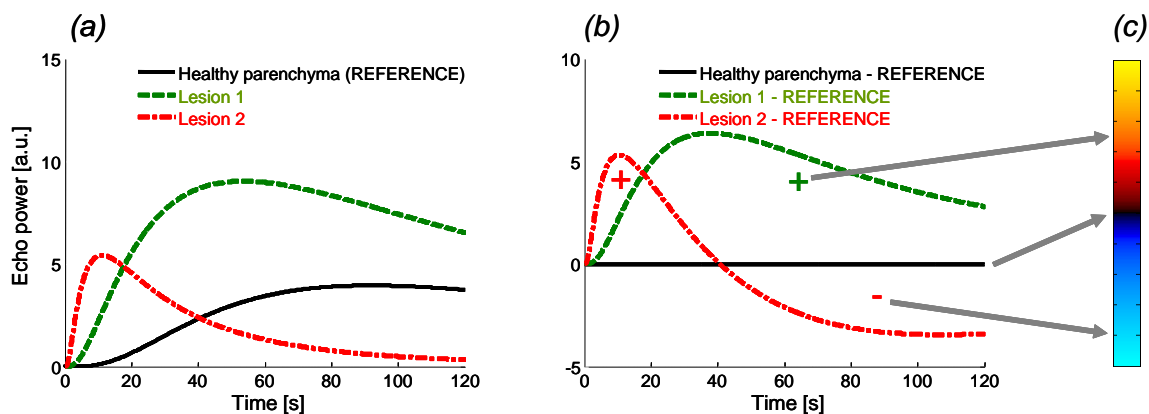 (a)
15
10
5
0
Echo power [a.u.]
Healthy parenchyma (REFERENCE)
Lesion 1
Lesion 2
0 20 40 60 80 100 120
Time [s]
(b)
10
5
0
-5
Healthy parenchyma - REFERENCE
Lesion 1 - REFERENCE
Lesion 2 - REFERENCE
+ +
-
0 20 40 60 80 100 120
Time [s]
(c)